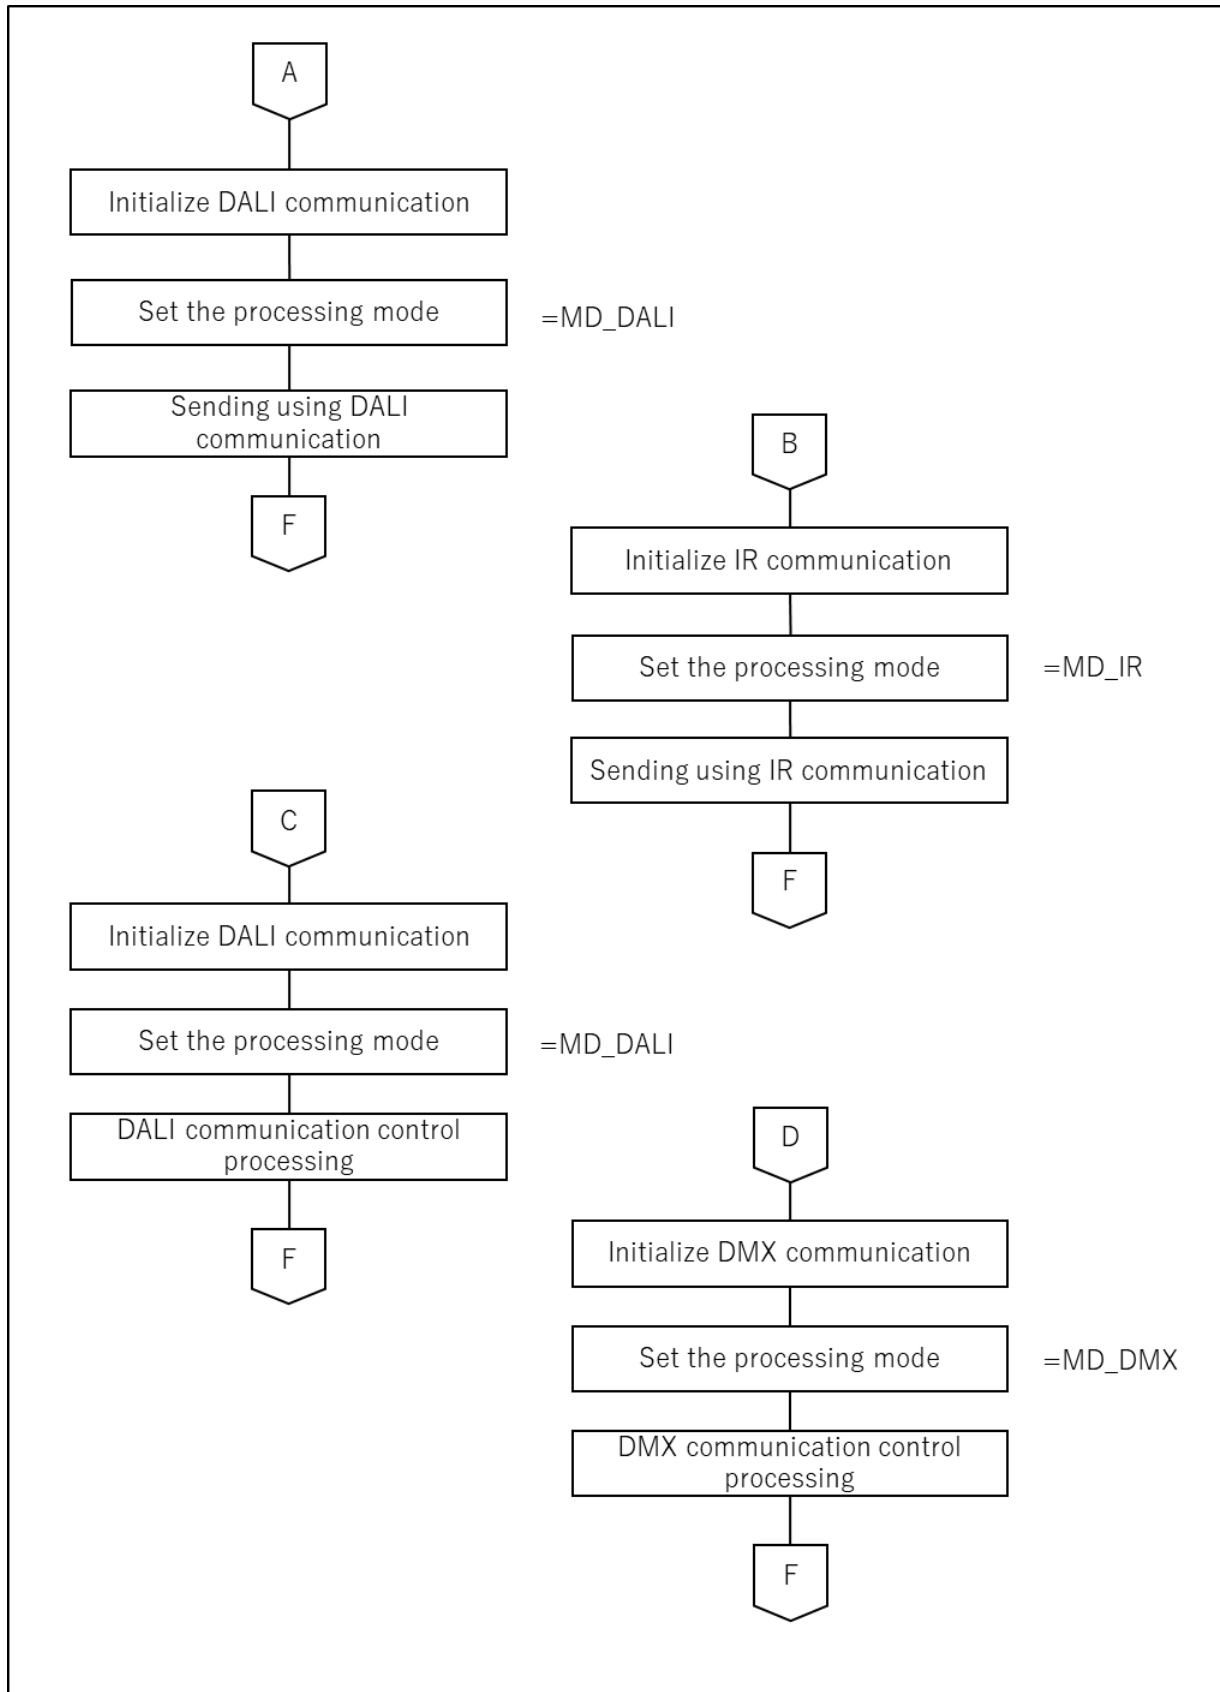 A
Initialize DALI communication
Set the processing mode
=MD_DALI
Sending using DALI
communication
F
B
Initialize IR communication
Set the processing mode
=MD_IR
Sending using IR communication
F
C
Initialize DALI communication
Set the processing mode
=MD_DALI
DALI communication control
processing
F
D
Initialize DMX communication
Set the processing mode
=MD_DMX
DMX communication control
processing
F